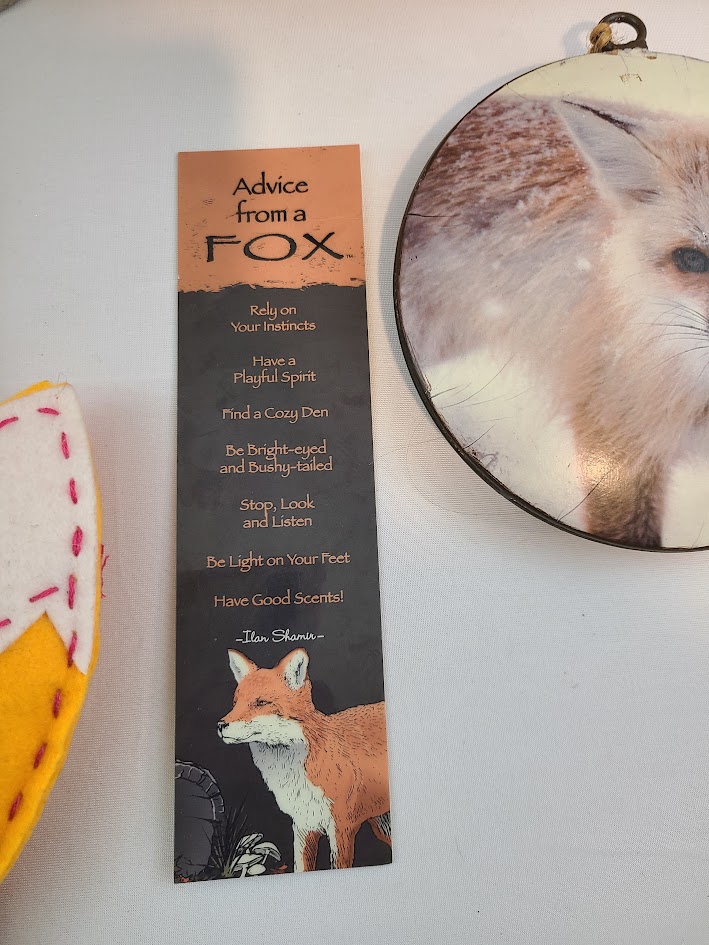 Advice
from a
FOX™
Rely on
Your Instincts
Have a
Playful Spirit
Find a Cozy Den
Be Bright-eyed
and Bushy-tailed
Stop, Look
and Listen
Be Light on Your Feet
Have Good Scents!
–Ilan Shamir–